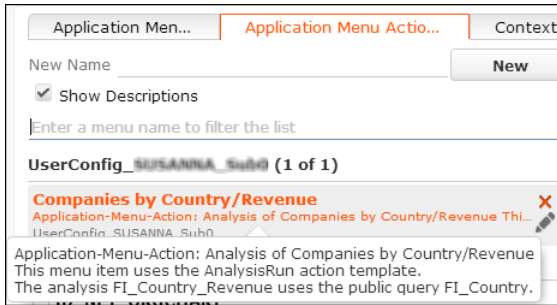 Application Men...
Application Menu Actio...
Context
New Name
New
Show Descriptions
Enter a menu name to filter the list
UserConfig_ (1 of 1)
Companies by Country/Revenue
Application-Menu-Action: Analysis of Companies by Country/Revenue Thi...
UserConfig_SUSANNA_Sub0
Application-Menu-Action: Analysis of Companies by Country/Revenue
This menu item uses the AnalysisRun action template.
The analysis FI_Country_Revenue uses the public query FI_Country.